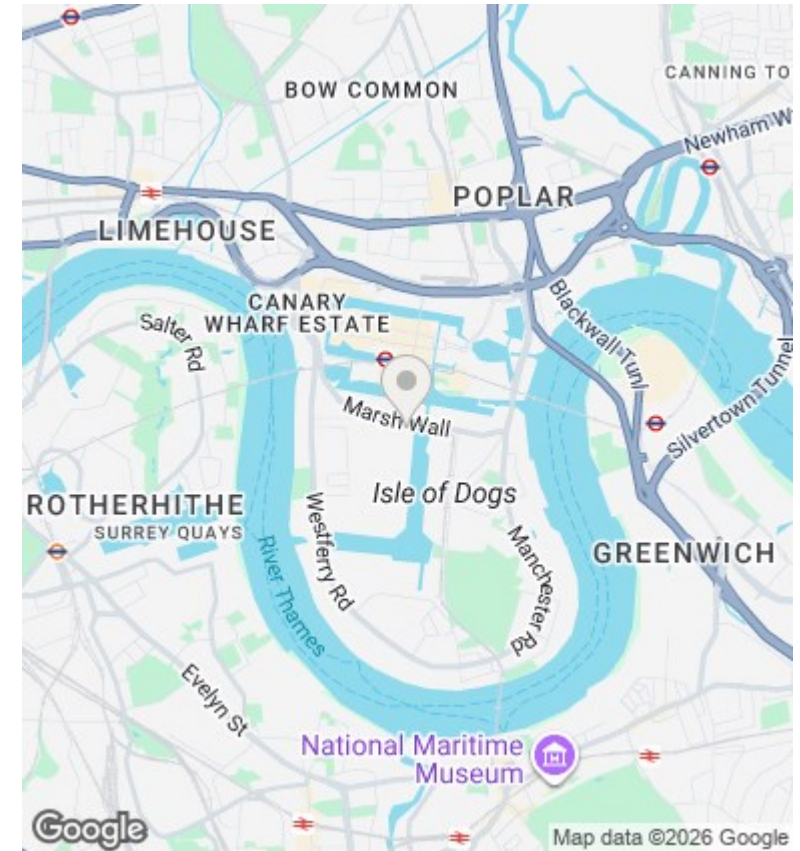 BOW COMMON
CANNING TO
Newham W
POPLAR
LIMEHOUSE
CANARY
WHARF ESTATE
Salter Rd
Blackwall Tunl
Silvertown Tunnel
Marsh Wall
Isle of Dogs
ROTHERHITHE
SURREY QUAYS
River Thames
Westferry Rd
Manchester Rd
GREENWICH
Evelyn St
National Maritime
Museum
Google
Map data ©2026 Google